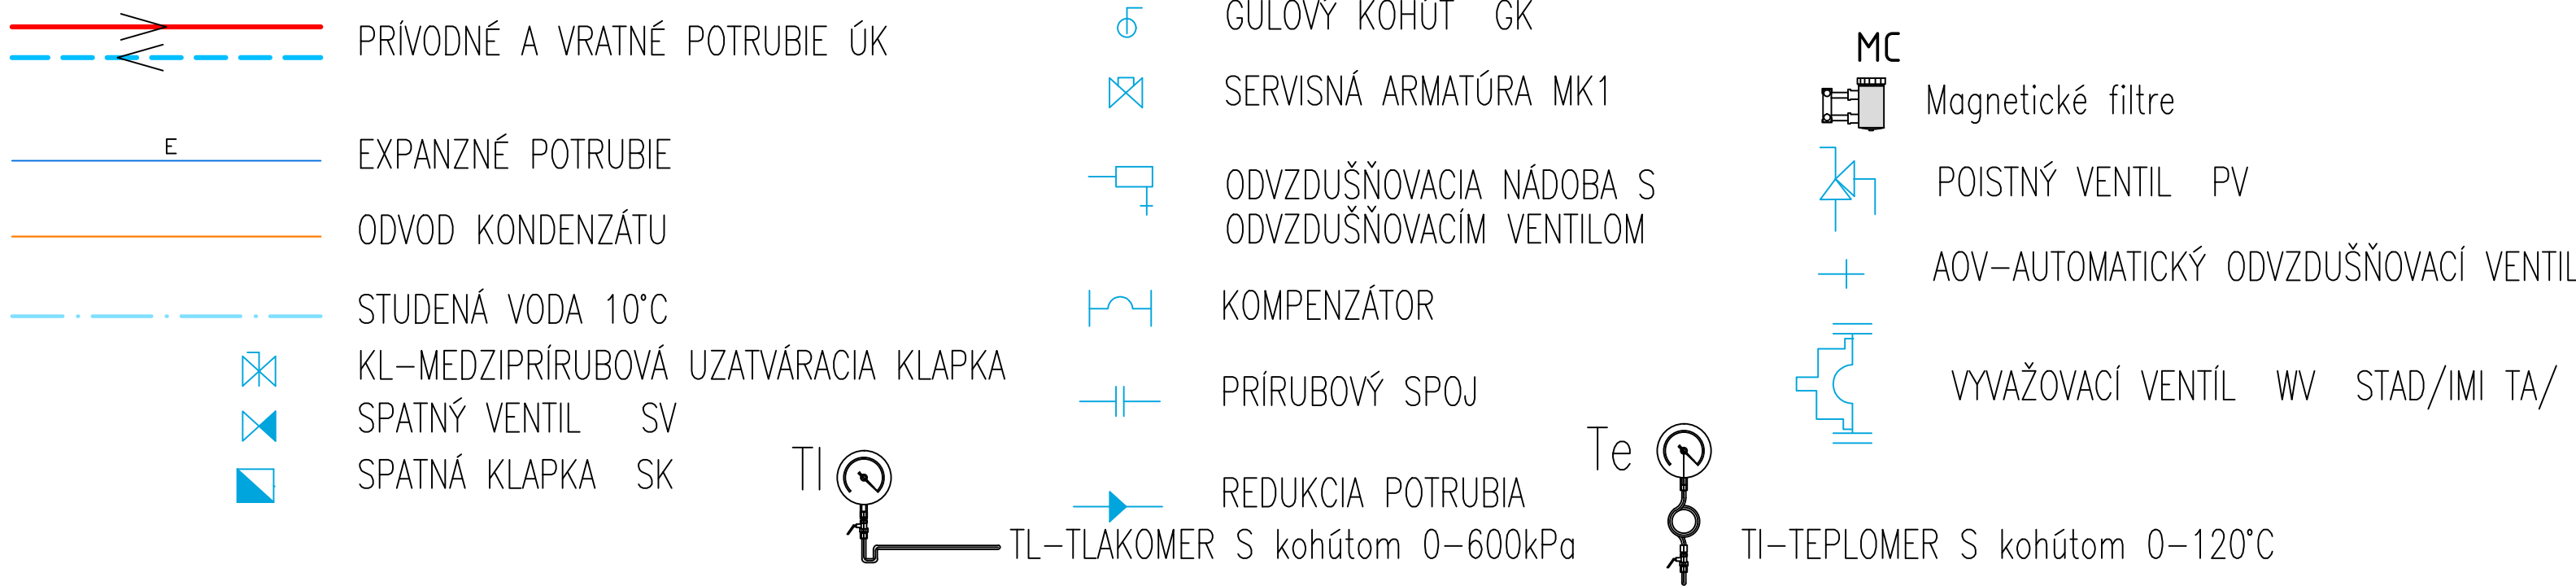 PRÍVODNÉ A VRATNÉ POTRUBIE ÚK
E
EXPANZNÉ POTRUBIE
ODVOD KONDENZÁTU
STUDENÁ VODA 10°C
KL-MEDZIPRÍRUBOVÁ UZATVÁRACIA KLAPKA
SPATNÝ VENTIL SV
SPATNÁ KLAPKA SK
GULOVÝ KOHÚT GK
SERVISNÁ ARMATÚRA MK1
ODVZDUŠŇOVACIA NÁDOBA S
ODVZDUŠŇOVACÍM VENTILOM
KOMPENZÁTOR
PRÍRUBOVÝ SPOJ
REDUKCIA POTRUBIA
Tl
TL-TLAKOMER S kohútom 0-600kPa
MC
Magnetické filtre
POISTNÝ VENTIL PV
AOV-AUTOMATICKÝ ODVZDUŠŇOVACÍ VENTIL
VYVAŽOVACÍ VENTÍL WV STAD/IMI TA/
Te
TI-TEPLOMER S kohútom 0-120°C